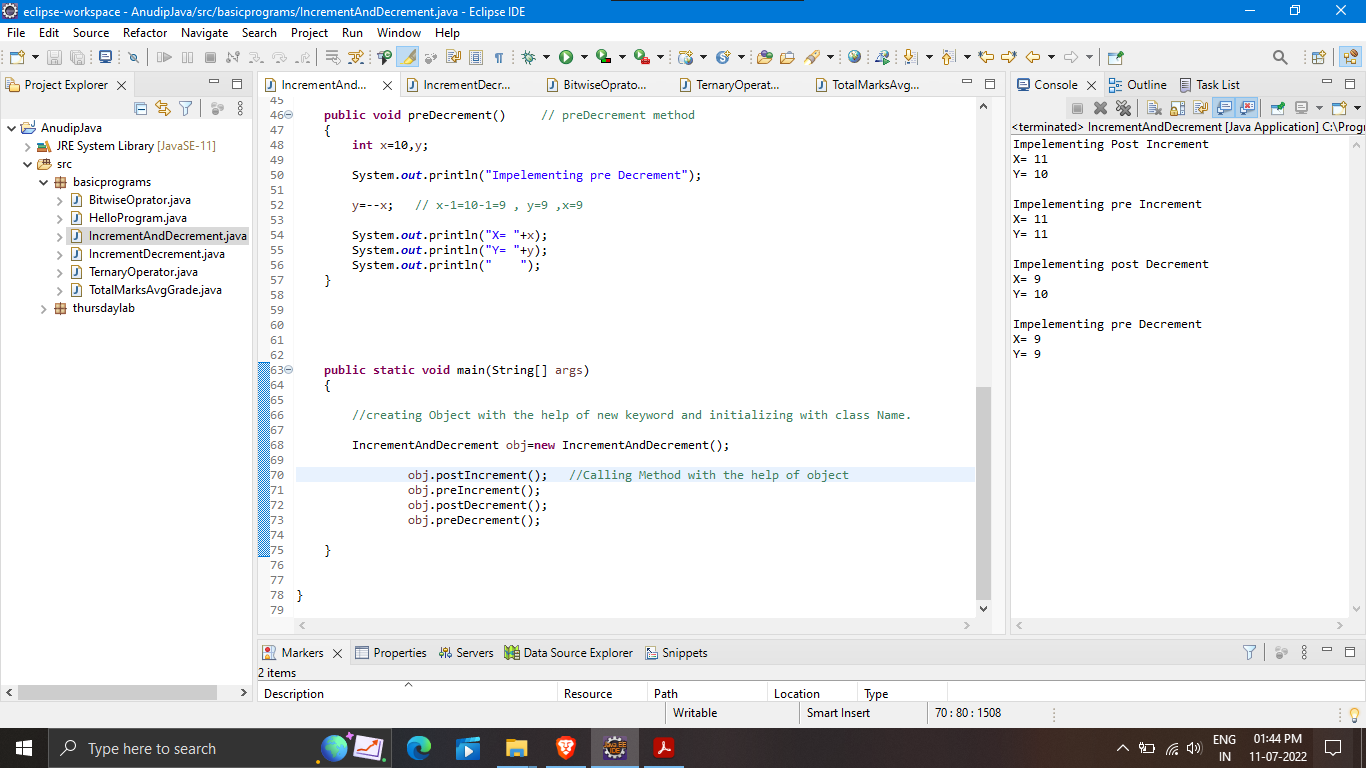 eclipse-workspace - AnudipJava/src/basicprograms/IncrementAndDecrement.java - Eclipse IDE
File Edit Source Refactor Navigate Search Project Run Window Help
Project Explorer
AnudipJava
JRE System Library [JavaSE-11]
src
basicprograms
BitwiseOprator.java
HelloProgram.java
IncrementAndDecrement.java
IncrementDecrement.java
TernaryOperator.java
TotalMarksAvgGrade.java
thursdaylab
IncrementAnd... IncrementDecr... BitwiseOprato... TernaryOperat... TotalMarksAvg...
45
46 public void preDecrement() // preDecrement method
47 {
48 int x=10,y;
49
50 System.out.println("Impelementing pre Decrement");
51
52 y=--x; // x-1=10-1=9 , y=9 ,x=9
53
54 System.out.println("X= "+x);
55 System.out.println("Y= "+y);
56 System.out.println("    ");
57 }
58
59
60
61
62
63 public static void main(String[] args)
64 {
65
66 //creating Object with the help of new keyword and initializing with class Name.
67
68 IncrementAndDecrement obj=new IncrementAndDecrement();
69
70 obj.postIncrement(); //Calling Method with the help of object
71 obj.preIncrement();
72 obj.postDecrement();
73 obj.preDecrement();
74
75 }
76
77
78 }
79
Console Outline Task List
<terminated> IncrementAndDecrement [Java Application] C:\Progr
Impelementing Post Increment
X= 11
Y= 10
Impelementing pre Increment
X= 11
Y= 11
Impelementing post Decrement
X= 9
Y= 10
Impelementing pre Decrement
X= 9
Y= 9
Markers Properties Servers Data Source Explorer Snippets
2 items
Description Resource Path Location Type
Writable Smart Insert 70 : 80 : 1508
Type here to search
ENG
IN
01:44 PM
11-07-2022